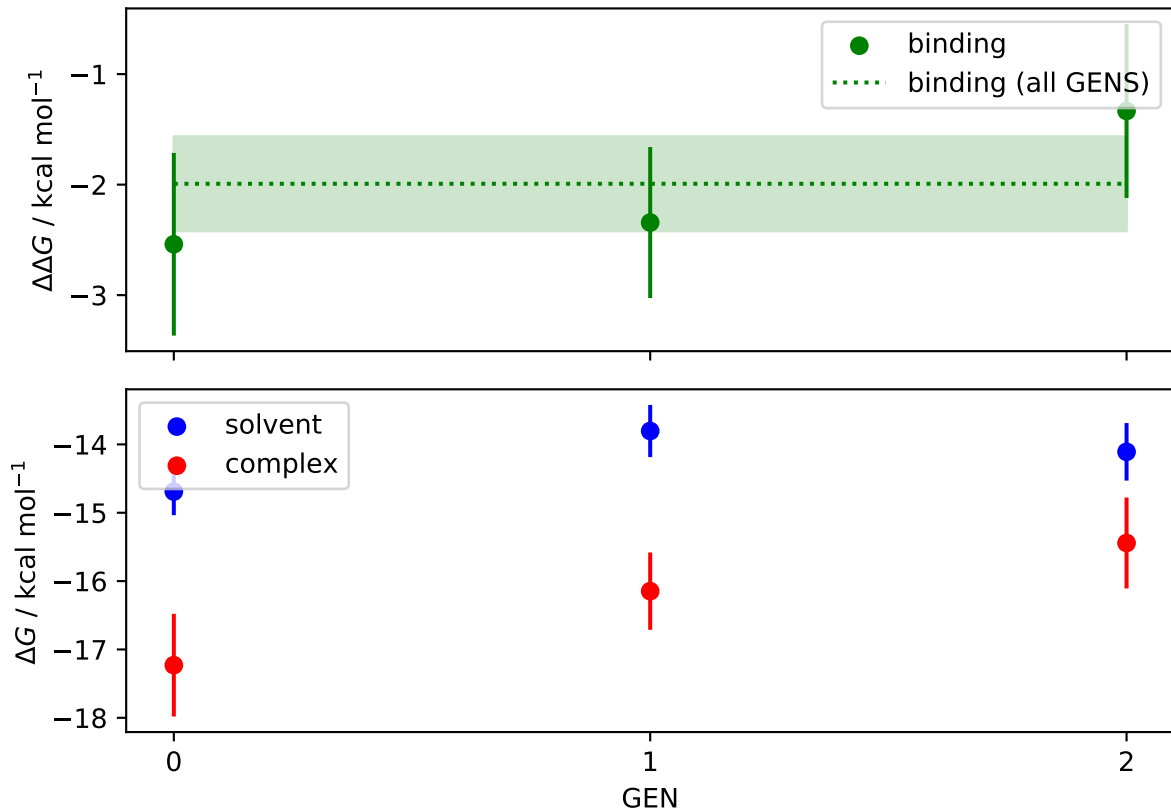 −1
−2
−3
ΔΔG / kcal mol⁻¹
binding
binding (all GENS)
−14
−15
−16
−17
−18
ΔG / kcal mol⁻¹
solvent
complex
0
1
2
GEN